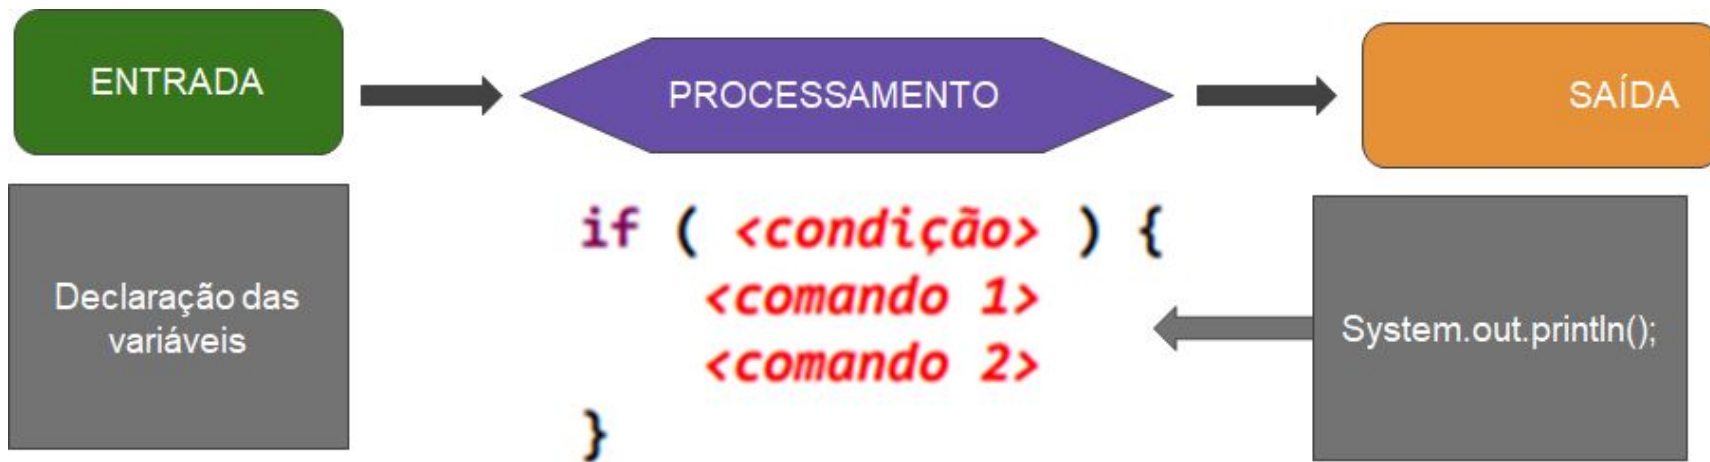 ENTRADA
PROCESSAMENTO
SAÍDA
Declaração das
variáveis
if ( <condição> ) {
<comando 1>
<comando 2>
}
System.out.println();